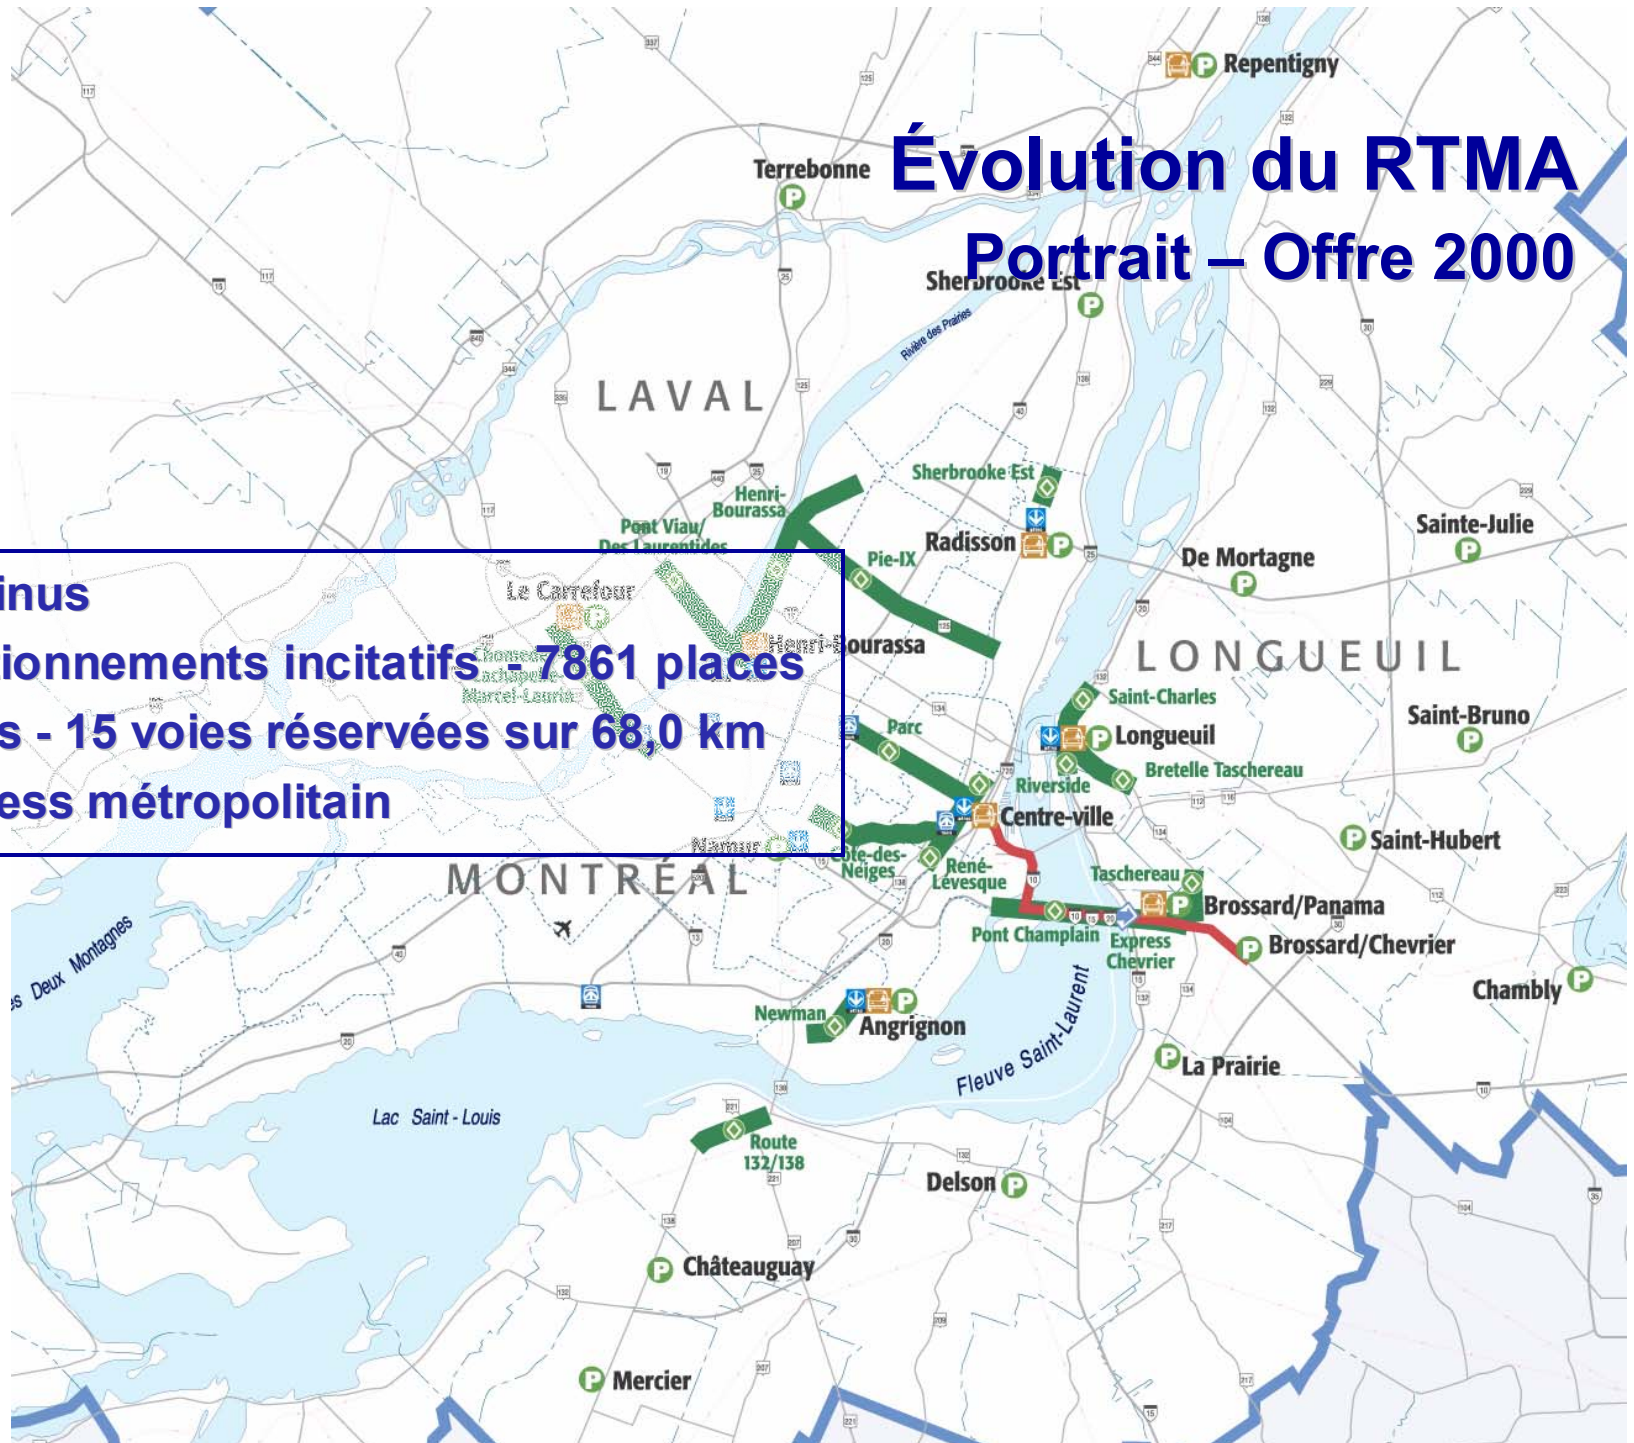 Repentigny
Évolution du RTMA
Terrebonne
Portrait – Offre 2000
Sherbrooke Est
Rivière des Prairies
LAVAL
Sherbrooke Est
Henri-
Bourassa
Pont Viau/
Des Laurentides
Radisson
Pie-IX
Sainte-Julie
De Mortagne
inus
Le Carrefour
Henri-Bourassa
LONGUEUIL
ionnements incitatifs - 7861 places
Chomedey
Lachapelle
Marcel-Laurin
Saint-Charles
Saint-Bruno
s - 15 voies réservées sur 68,0 km
Parc
Longueuil
Bretelle Taschereau
Riverside
ess métropolitain
Centre-ville
Saint-Hubert
Namur
Côte-des-
Neiges
René-
Lévesque
Taschereau
MONTRÉAL
Brossard/Panama
Pont Champlain
Express
Chevrier
Brossard/Chevrier
es Deux Montagnes
Chambly
Newman
Angrignon
Fleuve Saint-Laurent
La Prairie
Lac Saint-Louis
Route
132/138
Delson
Châteauguay
Mercier